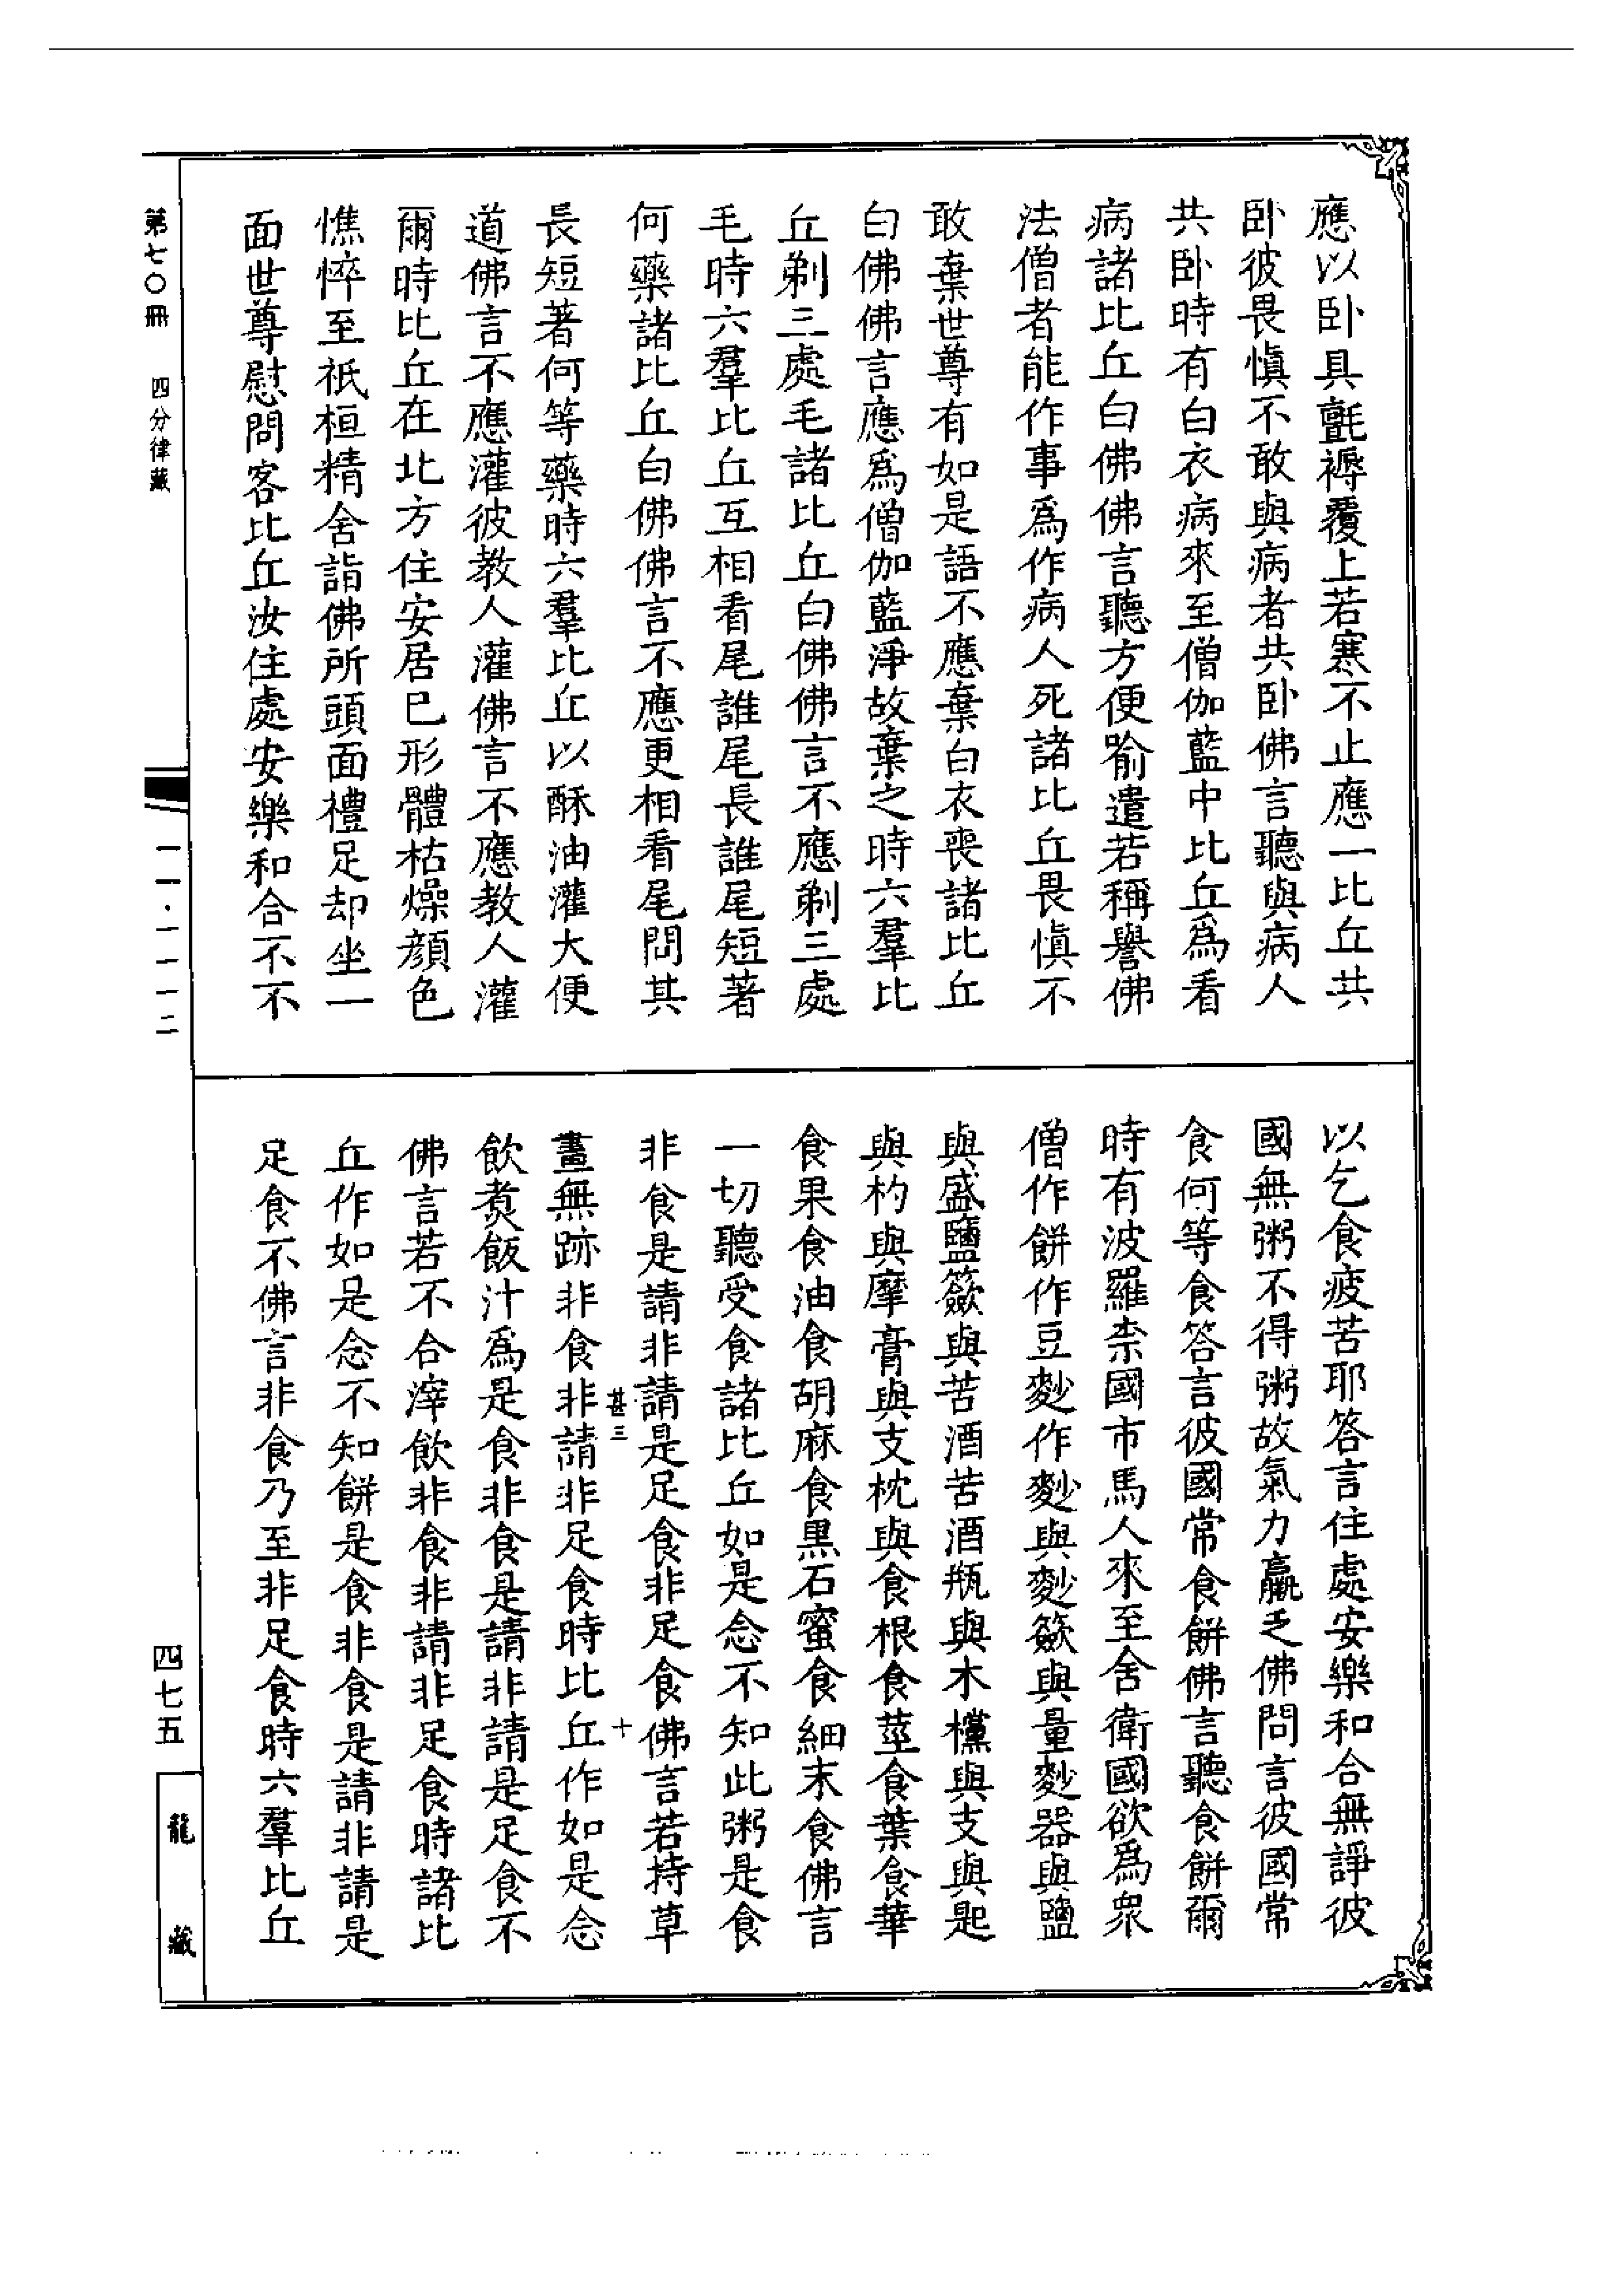 應以卧具氈褥覆上若寒不止應一比丘共
卧彼畏慎不敢與病者共卧佛言聽與病人
共卧時有白衣病來至僧伽藍中比丘爲看
病諸比丘白佛佛言聽方便喻遣若稱譽佛
法僧者能作事爲作病人死諸比丘畏慎不
敢棄世尊有如是語不應棄白衣喪諸比丘
白佛佛言應爲僧伽藍淨故棄之時六羣比
丘剃三處毛諸比丘白佛佛言不應剃三處
毛時六羣比丘互相看尾誰尾長誰尾短著
何藥諸比丘白佛佛言不應更相看尾問其
長短著何等藥時六羣比丘以酥油灌大便
道佛言不應灌彼教人灌佛言不應教人灌
爾時比丘在北方住安居已形體枯燥顏色
憔悴至祇桓精舍詣佛所頭面禮足却坐一
面世尊慰問客比丘汝住處安樂和合不不
以乞食疲苦耶答言住處安樂和合無諍彼
國無粥不得粥故氣力羸乏佛問言彼國常
食何等食答言彼國常食餅佛言聽食餅爾
時有波羅柰國市馬人來至舍衛國欲爲衆
僧作餅作豆麨作麨與麨簸與量麨器與鹽
與盛鹽簸與苦酒苦酒瓶與木欓與支與匙
與杓與摩膏與支枕與食根食莖食葉食華
食果食油食胡麻食黑石蜜食細末食佛言
一切聽受食諸比丘如是念不知此粥是食
非食是請非請是足食非足食佛言若持草
畫無跡非食非請非足食時比丘作如是念
飲煑飯汁爲是食非食是請非請是足食不
佛言若不合滓飲非食非請非足食時諸比
丘作如是念不知餅是食非食是請非請是
足食不佛言非食乃至非足食時六羣比丘
甚三
十
第七〇冊
四分律藏
一一·一一一二
四七五
龍藏